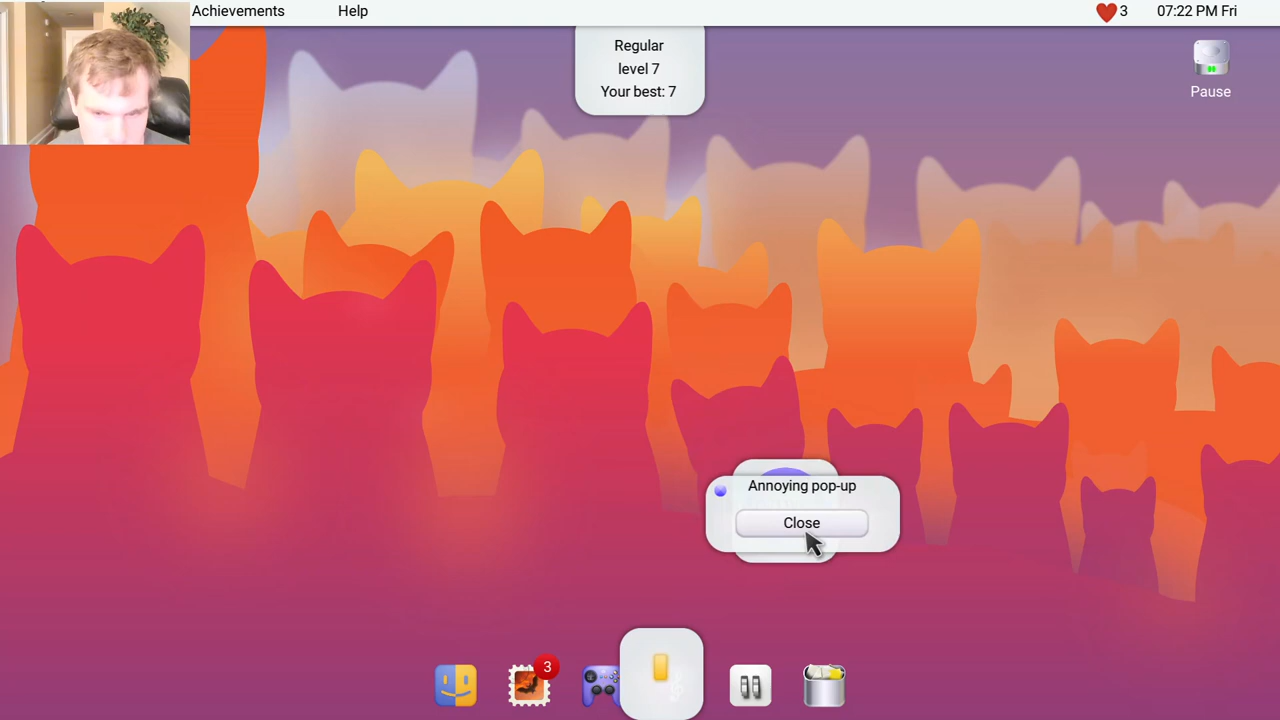 Achievements
Help
3
07:22 PM Fri
Regular
level 7
Your best: 7
Pause
Annoying pop-up
Close
3